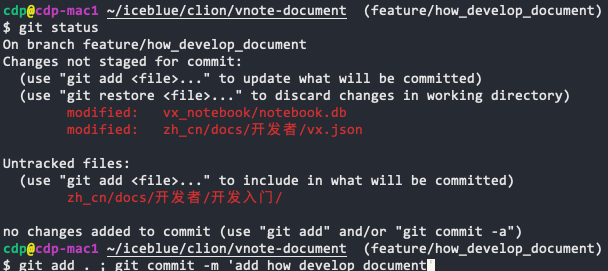 cdp@cdp-mac1 ~/iceblue/clion/vnote-document (feature/how_develop_document)
$ git status
On branch feature/how_develop_document
Changes not staged for commit:
(use "git add <file>..." to update what will be committed)
(use "git restore <file>..." to discard changes in working directory)
modified: vx_notebook/notebook.db
modified: zh_cn/docs/开发者/vx.json
Untracked files:
(use "git add <file>..." to include in what will be committed)
zh_cn/docs/开发者/开发入门/
no changes added to commit (use "git add" and/or "git commit -a")
cdp@cdp-mac1 ~/iceblue/clion/vnote-document (feature/how_develop_document)
$ git add . ; git commit -m 'add how develop document